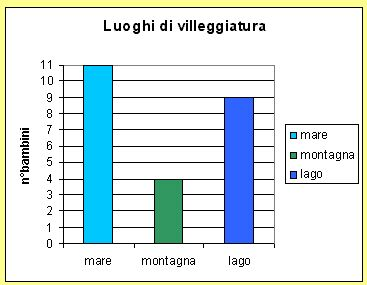 Luoghi di villeggiatura
n°bambini
11
10
9
8
7
6
5
4
3
2
1
0
mare
montagna
lago
mare
montagna
lago